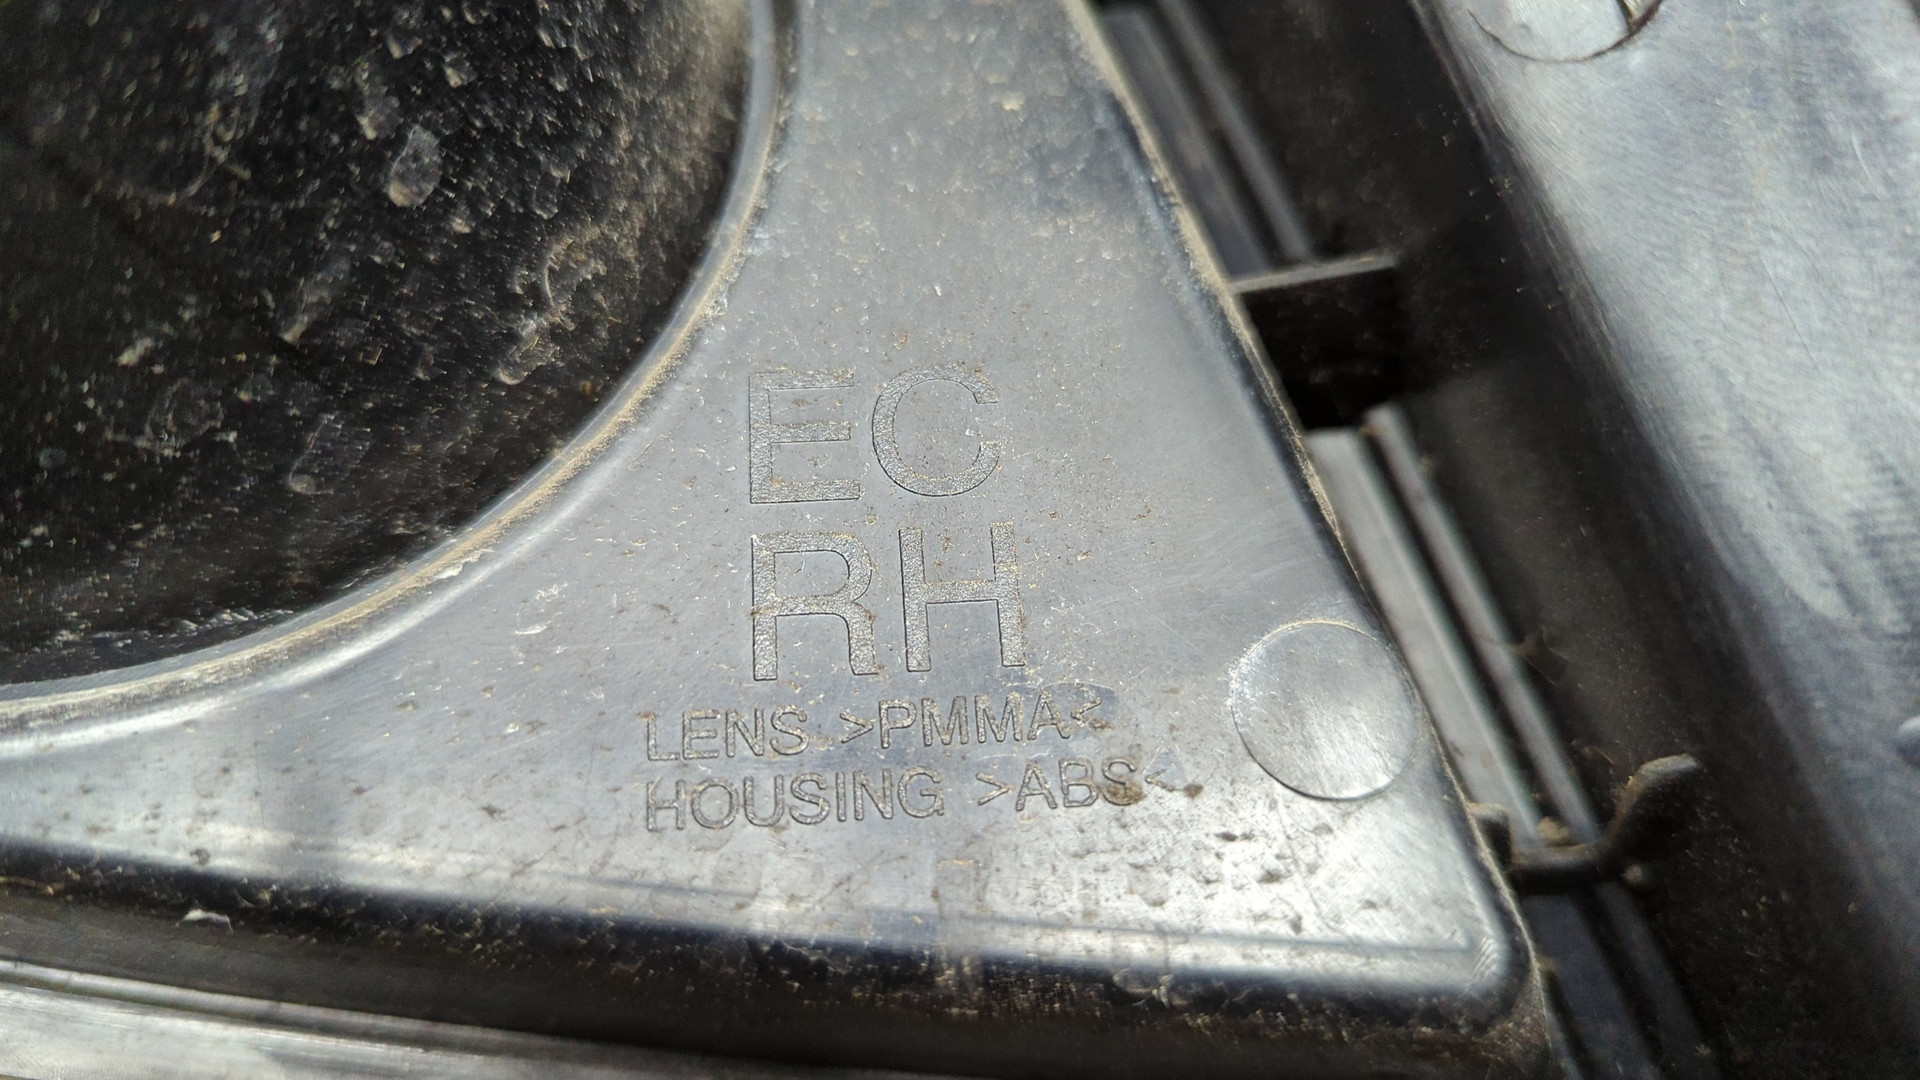 EC
RH
LENS >PMMA<
HOUSING >ABS<